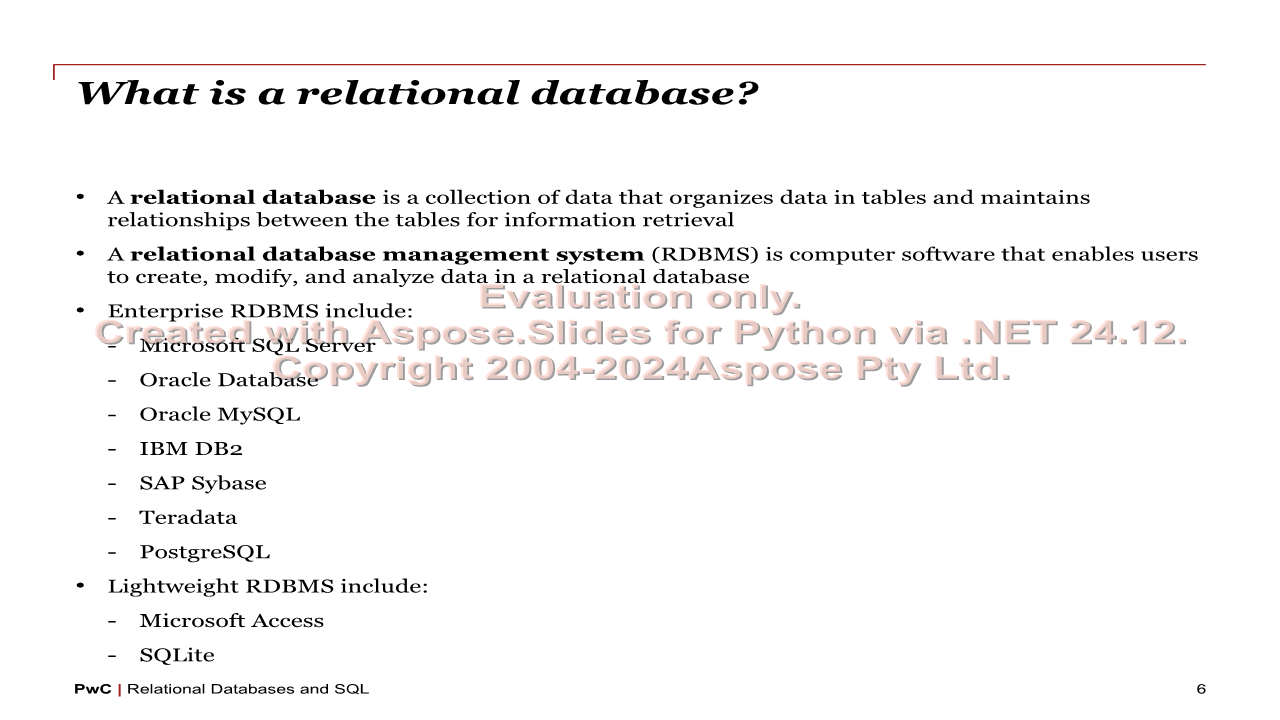 What is a relational database?
• A relational database is a collection of data that organizes data in tables and maintains
relationships between the tables for information retrieval
• A relational database management system (RDBMS) is computer software that enables users
to create, modify, and analyze data in a relational database
Evaluation only.
• Enterprise RDBMS include:
Created with Aspose.Slides for Python via .NET 24.12.
- Microsoft SQL Server
Copyright 2004-2024Aspose Pty Ltd.
- Oracle Database
- Oracle MySQL
- IBM DB2
- SAP Sybase
- Teradata
- PostgreSQL
• Lightweight RDBMS include:
- Microsoft Access
- SQLite
PwC | Relational Databases and SQL
6